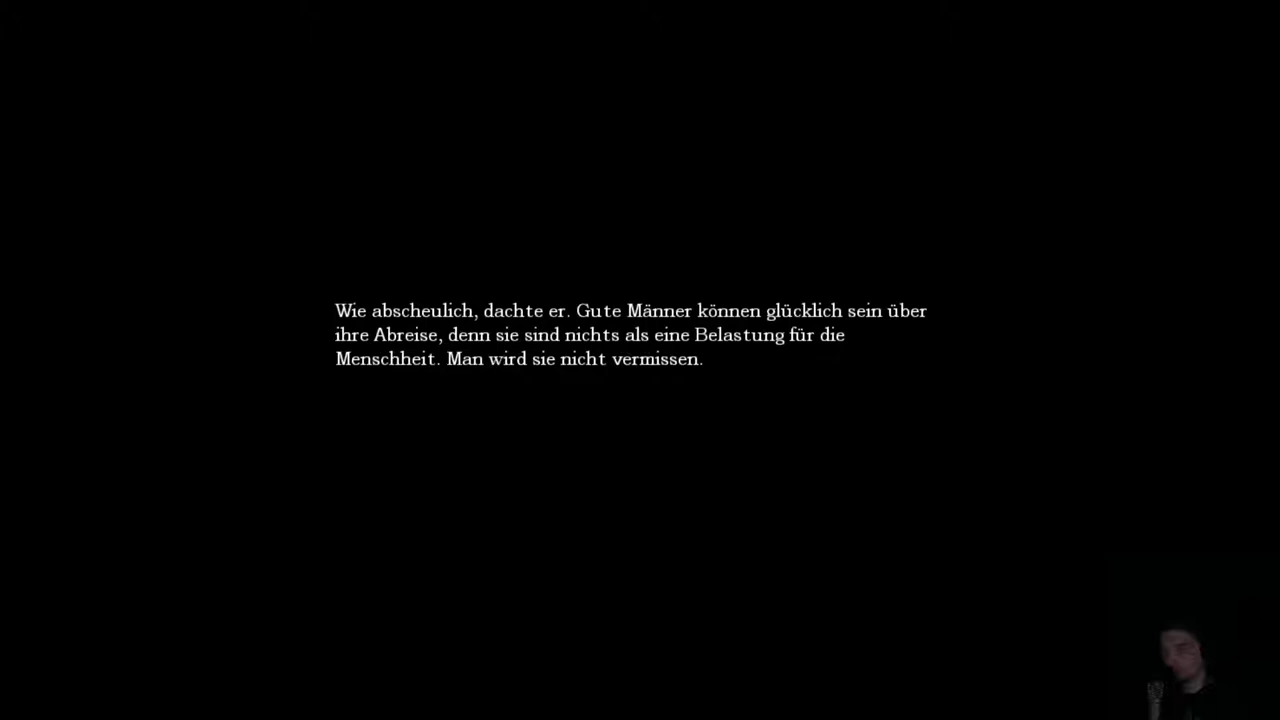 Wie abscheulich, dachte er. Gute Männer können glücklich sein über
ihre Abreise, denn sie sind nichts als eine Belastung für die
Menschheit. Man wird sie nicht vermissen.